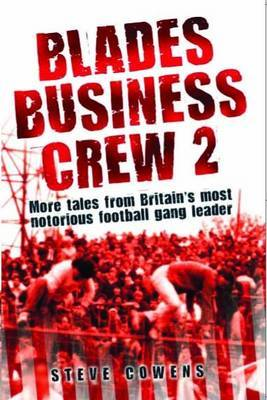 BLADES
BUSINESS
CREW 2
More tales from Britain's most
notorious football gang leader
STEVE COWENS